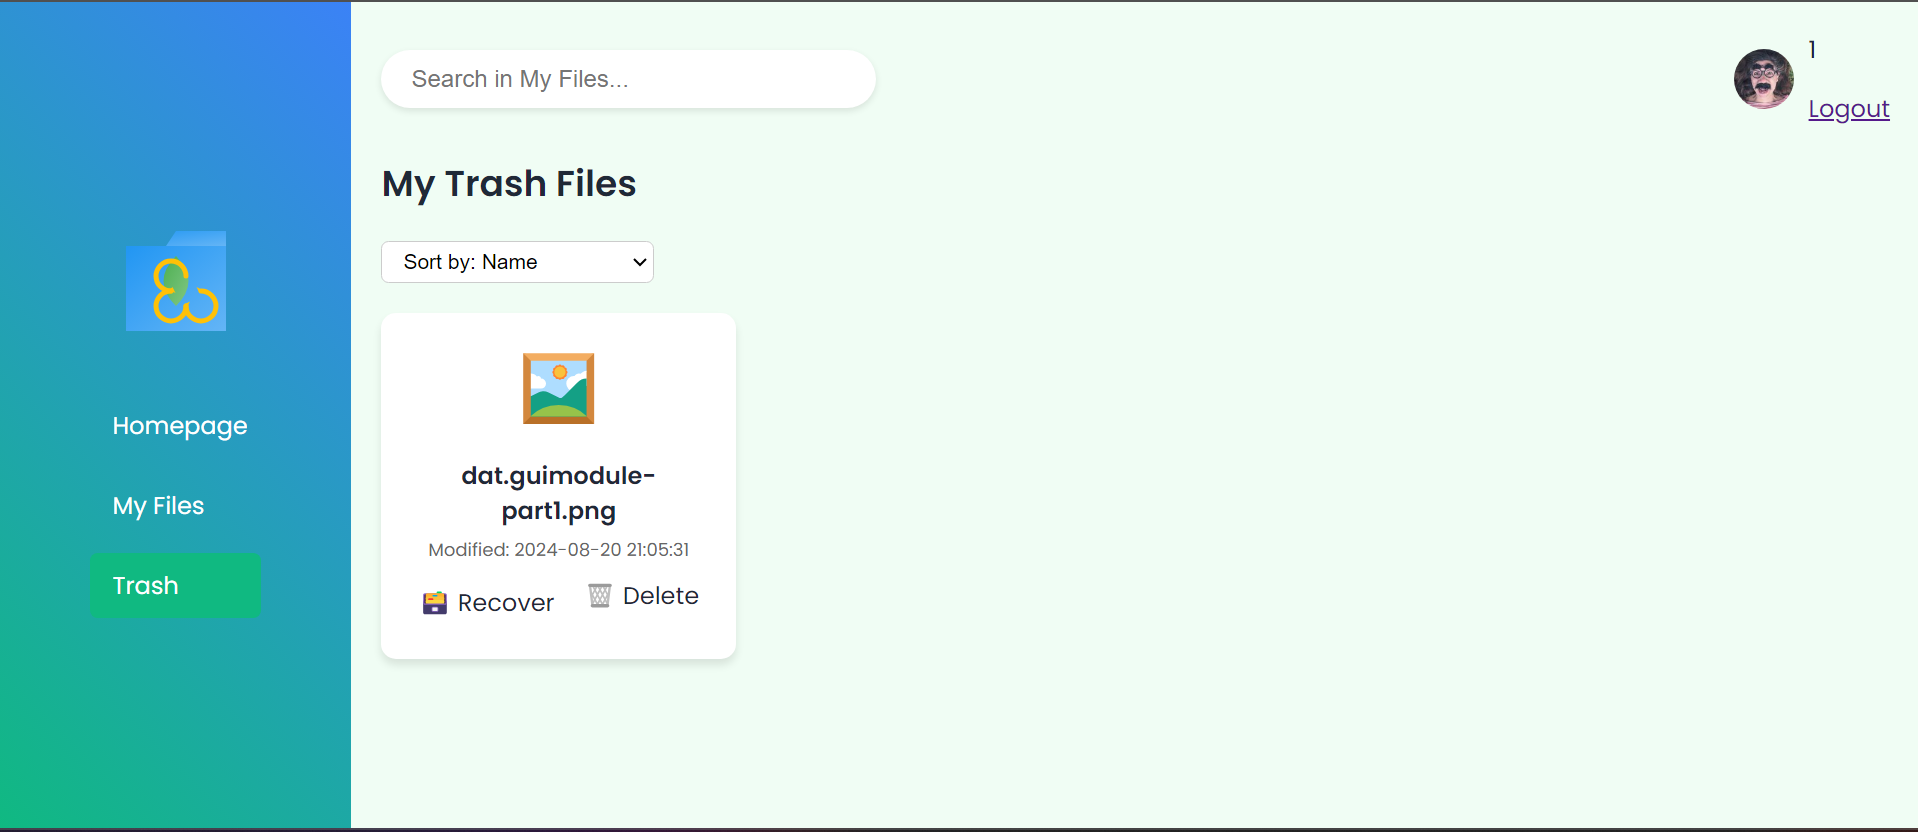 Search in My Files...
1
Logout
My Trash Files
Sort by: Name
Homepage
My Files
Trash
dat.guimodule-
part1.png
Modified: 2024-08-20 21:05:31
Recover
Delete